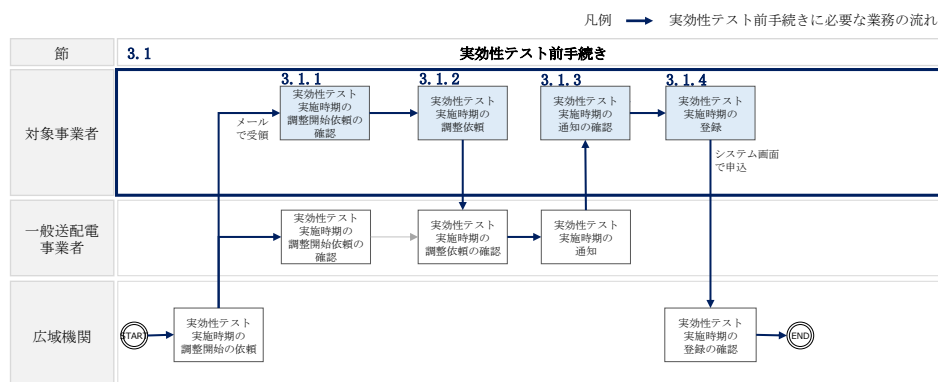 凡例 実効性テスト前手続きに必要な業務の流れ
節 3.1 実効性テスト前手続き
対象事業者
3.1.1
実効性テスト
実施時期の
調整開始依頼の
確認
3.1.2
実効性テスト
実施時期の
調整依頼
3.1.3
実効性テスト
実施時期の
通知の確認
3.1.4
実効性テスト
実施時期の
登録
メール
で受領
システム画面
で申込
一般送配電
事業者
実効性テスト
実施時期の
調整開始依頼の
確認
実効性テスト
実施時期の
調整依頼の確認
実効性テスト
実施時期の
通知
広域機関
START
実効性テスト
実施時期の
調整開始の依頼
実効性テスト
実施時期の
登録の確認
END